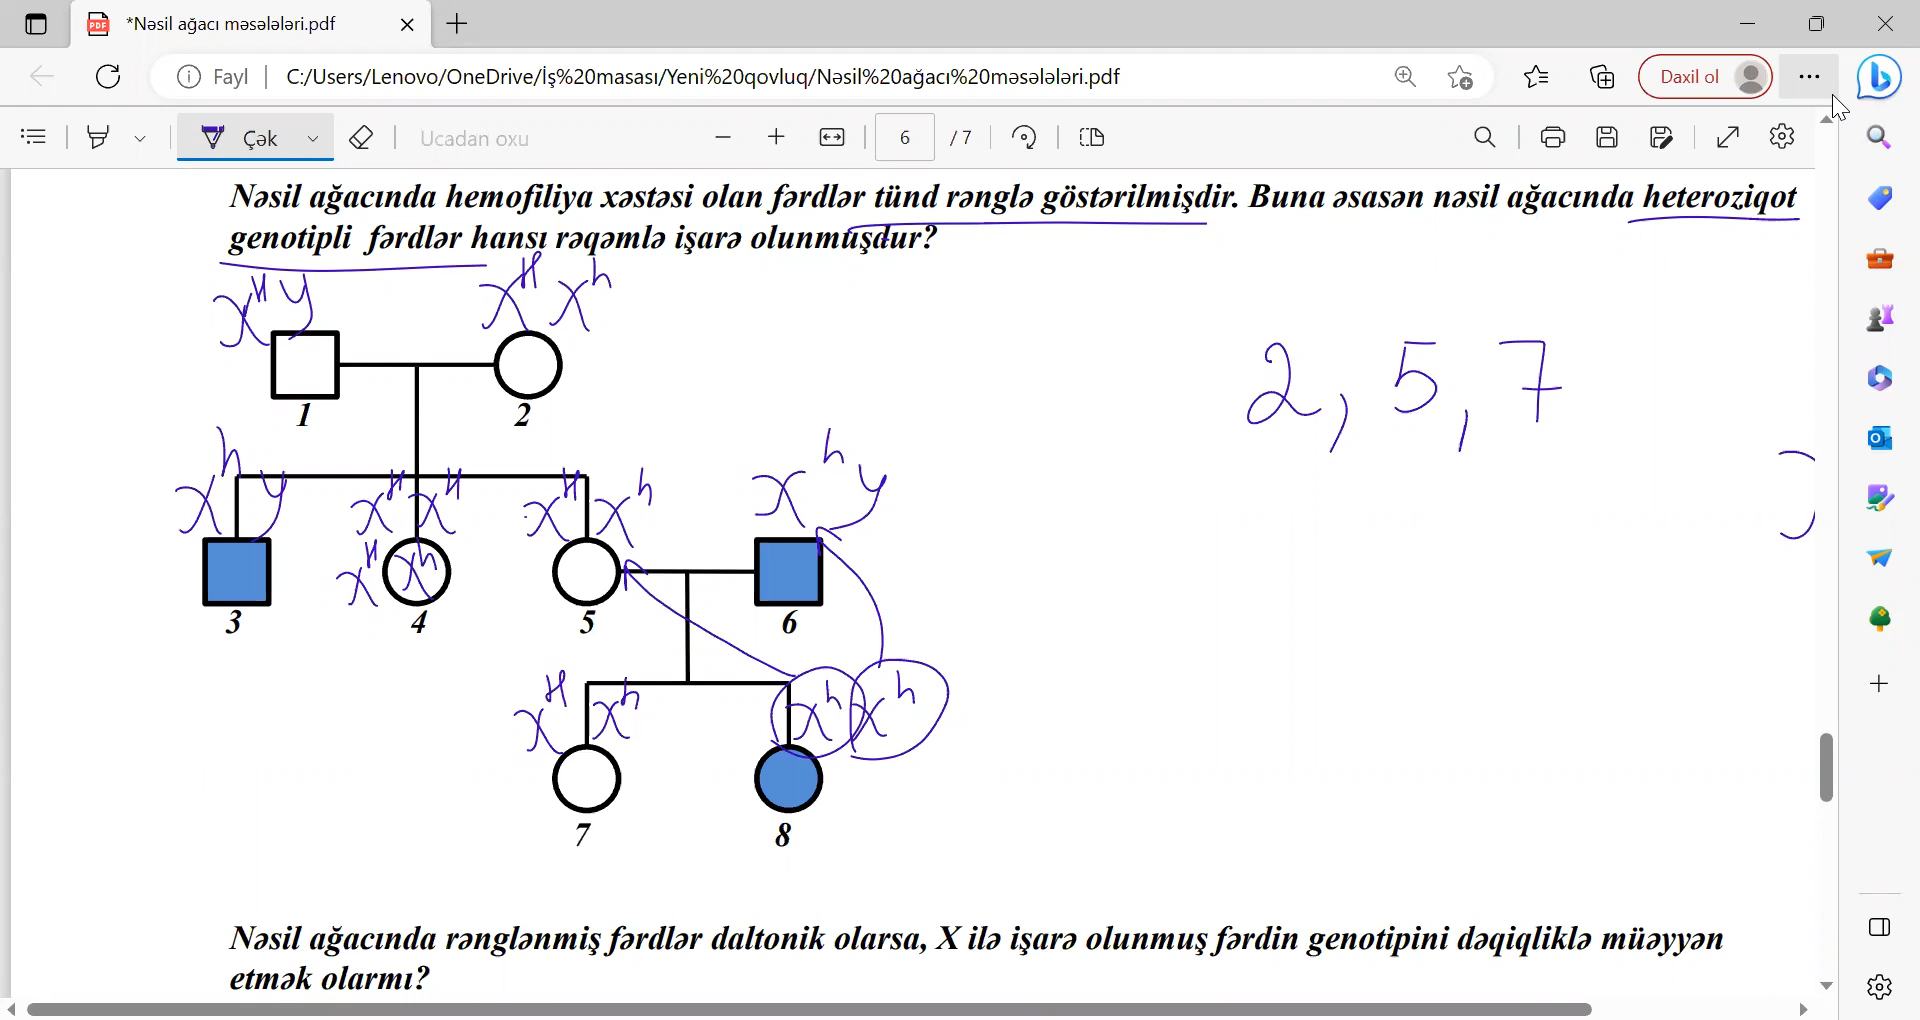 *Nəsil ağacı məsələləri.pdf
Fayl
C:/Users/Lenovo/OneDrive/İş%20masası/Yeni%20qovluq/Nəsil%20ağacı%20məsələləri.pdf
Daxil ol
Çək
Ucadan oxu
6 / 7
Nəsil ağacında hemofiliya xəstəsi olan fərdlər tünd rənglə göstərilmişdir. Buna əsasən nəsil ağacında heteroziqot
genotipli fərdlər hansı rəqəmlə işarə olunmuşdur?
X^H y
X^H X^h
1
2
2, 5, 7
X^h y
X^H X^H
X^H X^h
X^h y
X^H X^h
3
4
5
6
X^H X^h
X^h X^h
7
8
Nəsil ağacında rənglənmiş fərdlər daltonik olarsa, X ilə işarə olunmuş fərdin genotipini dəqiqliklə müəyyən
etmək olarmı?